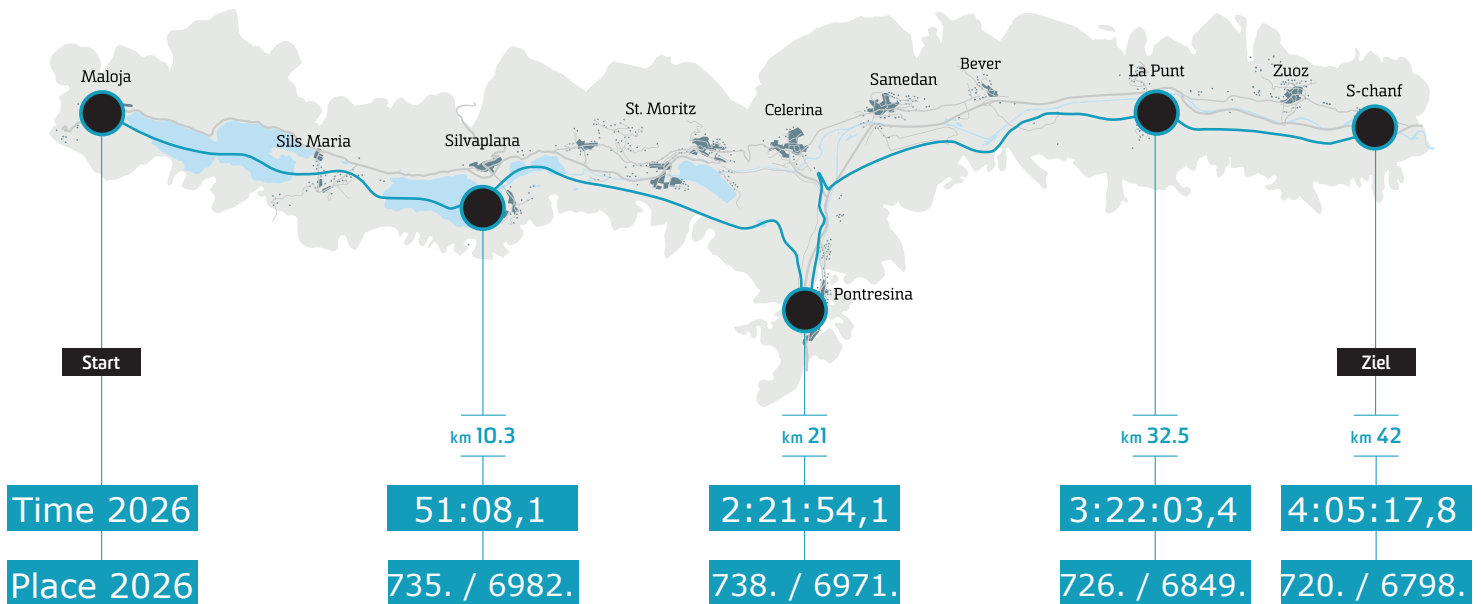 Maloja
Sils Maria
Silvaplana
St. Moritz
Celerina
Samedan
Bever
La Punt
Zuoz
S-chanf
Pontresina
Start
Ziel
km 10.3
km 21
km 32.5
km 42
Time 2026
51:08,1
2:21:54,1
3:22:03,4
4:05:17,8
Place 2026
735. / 6982.
738. / 6971.
726. / 6849.
720. / 6798.